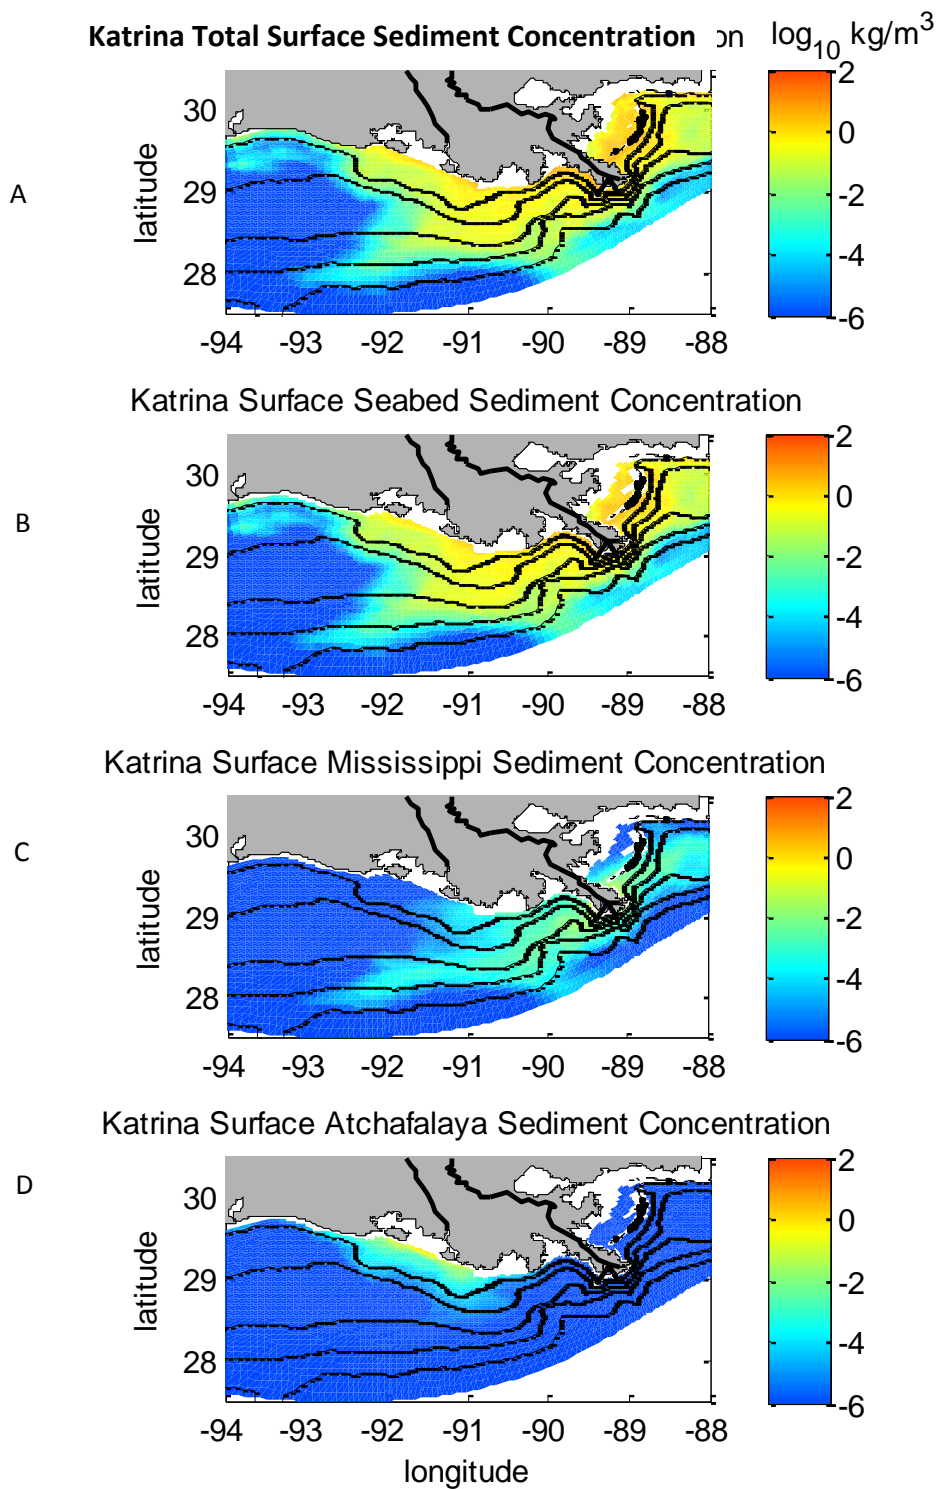 Katrina Total Surface Sediment Concentration on log10 kg/m3
A
latitude
30
29
28
-94 -93 -92 -91 -90 -89 -88
2
0
-2
-4
-6
Katrina Surface Seabed Sediment Concentration
B
latitude
30
29
28
-94 -93 -92 -91 -90 -89 -88
2
0
-2
-4
-6
Katrina Surface Mississippi Sediment Concentration
C
latitude
30
29
28
-94 -93 -92 -91 -90 -89 -88
2
0
-2
-4
-6
Katrina Surface Atchafalaya Sediment Concentration
D
latitude
30
29
28
-94 -93 -92 -91 -90 -89 -88
longitude
2
0
-2
-4
-6